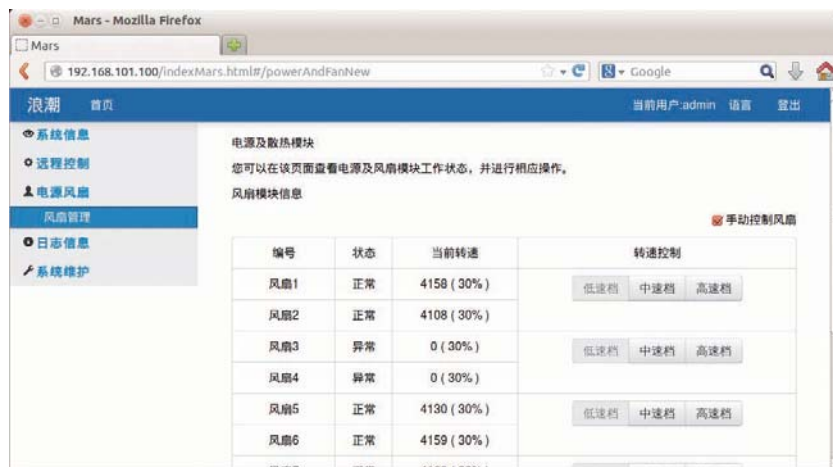 Mars - Mozilla Firefox
Mars
192.168.101.100/indexMars.html#/powerAndFanNew
Google
浪潮 首页 当前用户:admin 语言 登出
系统信息
远程控制
电源风扇
风扇管理
日志信息
系统维护
电源及散热模块
您可以在该页面查看电源及风扇模块工作状态，并进行相应操作。
风扇模块信息
手动控制风扇
编号 状态 当前转速 转速控制
风扇1 正常 4158 ( 30% ) 低速档 中速档 高速档
风扇2 正常 4108 ( 30% )
风扇3 异常 0 ( 30% ) 低速档 中速档 高速档
风扇4 异常 0 ( 30% )
风扇5 正常 4130 ( 30% ) 低速档 中速档 高速档
风扇6 正常 4159 ( 30% )